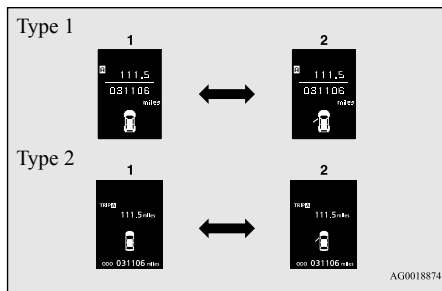 Type 1
1 2
A 111.5 A 111.5
031106 031106
miles miles
Type 2
1 2
TRIP A TRIP A
111.5 miles 111.5 miles
ODO 031106 miles ODO 031106 miles
AG0018874